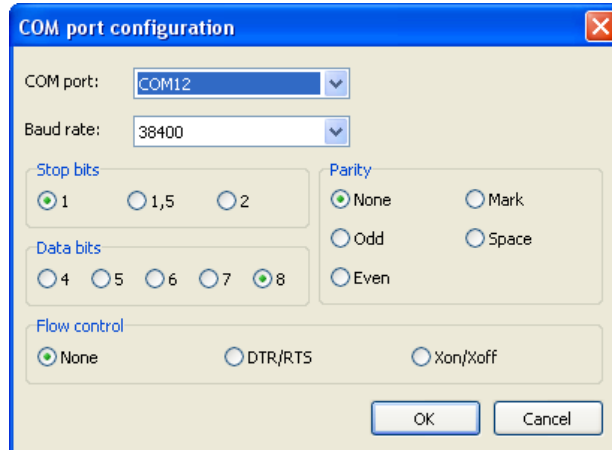 COM port configuration
COM port: COM12
Baud rate: 38400
Stop bits
1 1,5 2
Data bits
4 5 6 7 8
Parity
None Mark
Odd Space
Even
Flow control
None DTR/RTS Xon/Xoff
OK Cancel